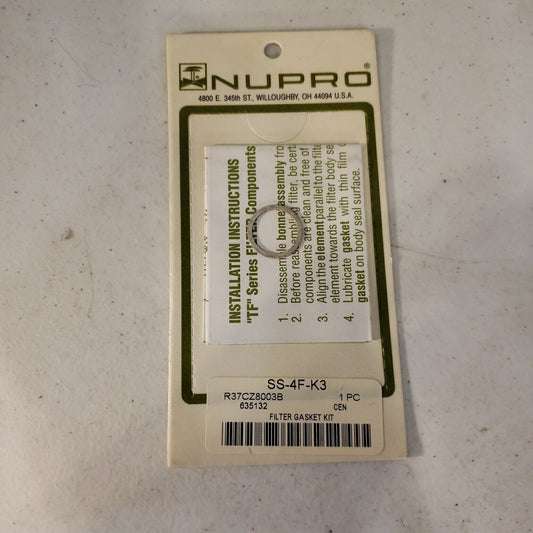 NUPRO®
4800 E. 345th ST., WILLOUGHBY, OH 44094 U.S.A.
INSTALLATION INSTRUCTIONS
"TF" Series FILTER Components
1. Disassemble bonnet assembly fro
2. Before reassembling filter, be cert
components are clean and free of
3. Align the element parallel to the filte
element towards the filter body se
4. Lubricate gasket with thin film o
gasket on body seal surface.
SS-4F-K3
R37CZ8003B 1 PC
635132 CEN
FILTER GASKET KIT